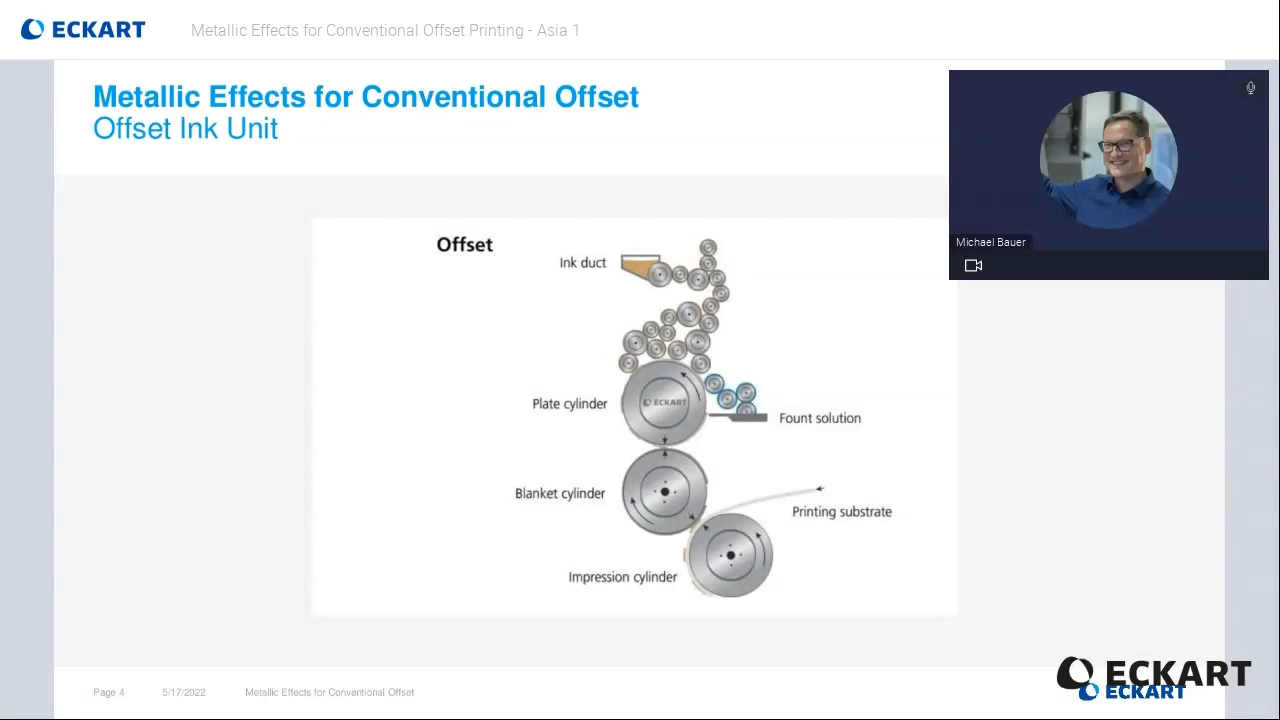 ECKART
Metallic Effects for Conventional Offset Printing - Asia 1
Metallic Effects for Conventional Offset
Offset Ink Unit
Michael Bauer
Offset
Ink duct
Plate cylinder
ECKART
Fount solution
Blanket cylinder
Printing substrate
Impression cylinder
Page 4
5/17/2022
Metallic Effects for Conventional Offset
ECKART
ECKART